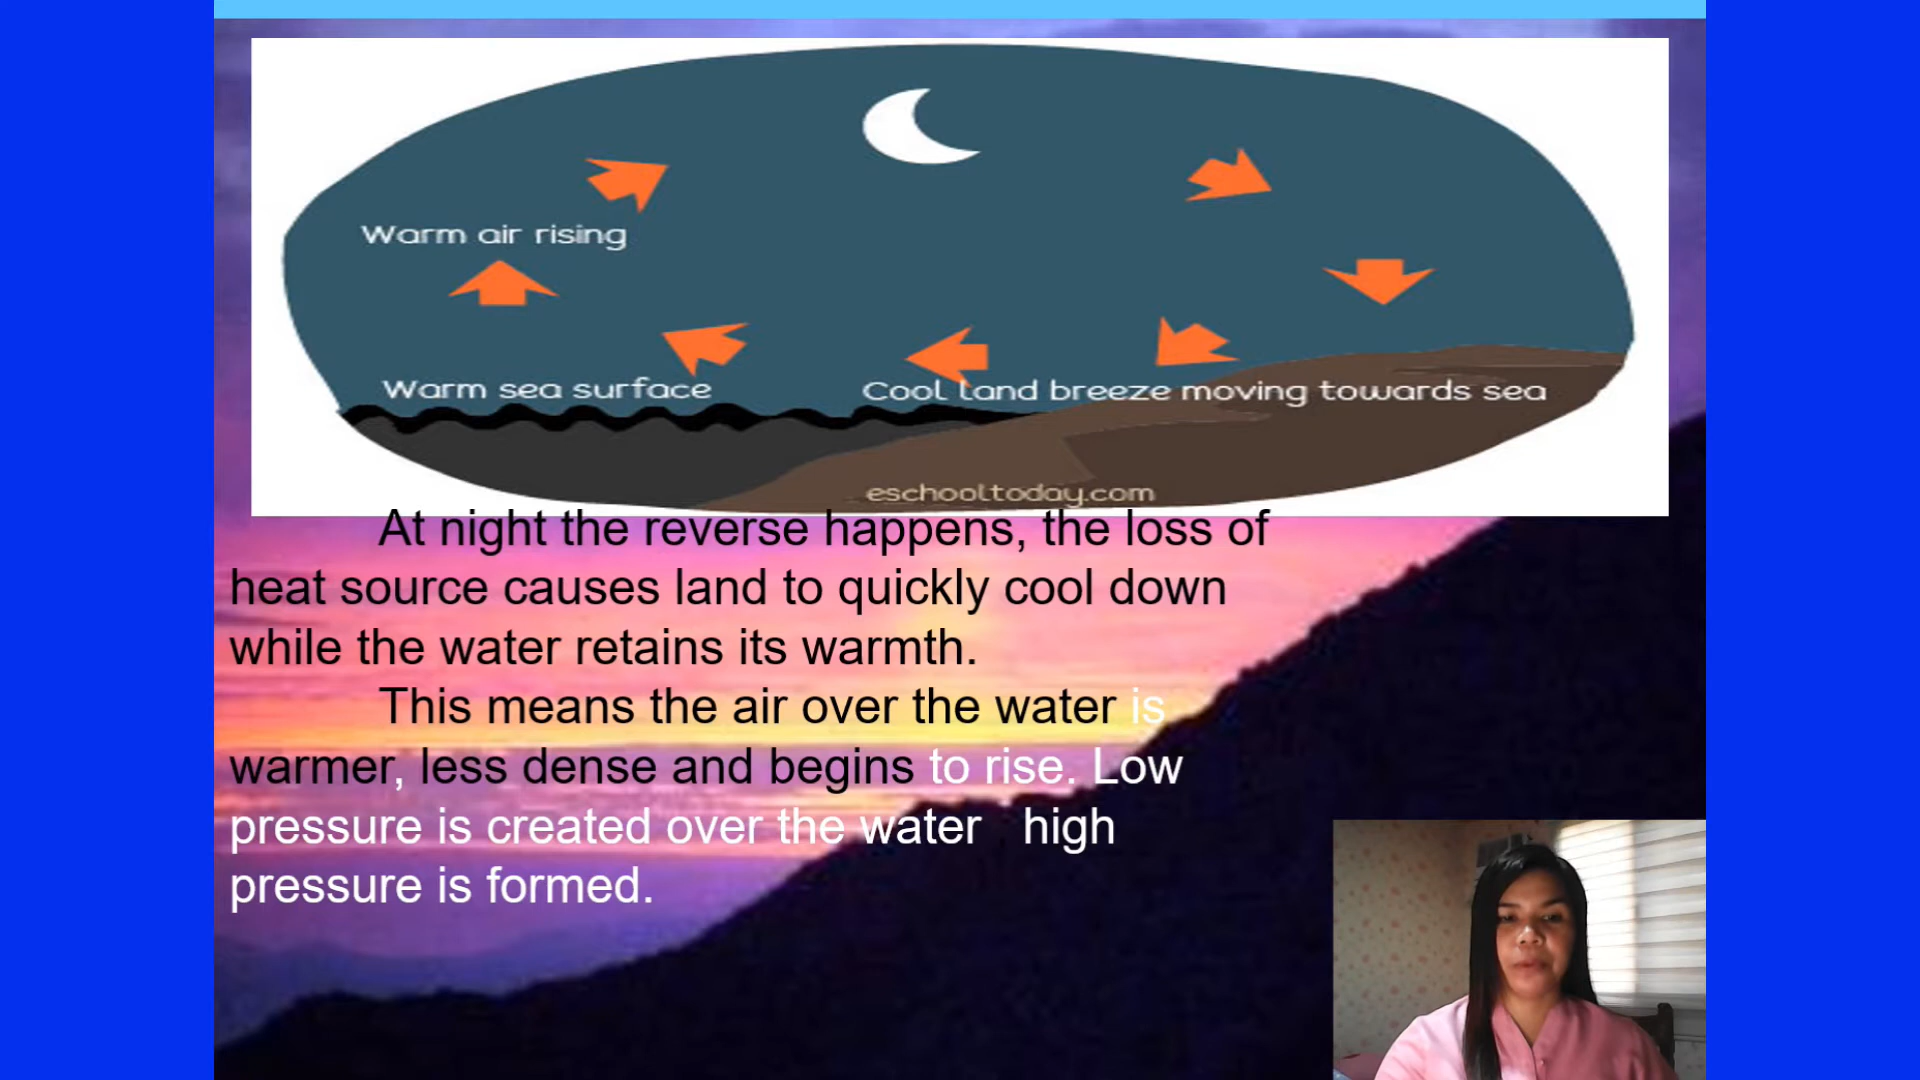 Warm air rising
Warm sea surface
Cool land breeze moving towards sea
eschooltoday.com
At night the reverse happens, the loss of
heat source causes land to quickly cool down
while the water retains its warmth.
This means the air over the water is
warmer, less dense and begins to rise. Low
pressure is created over the water high
pressure is formed.